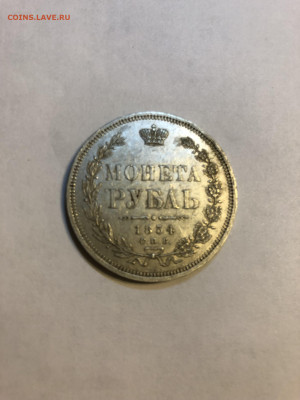 COINS.LAVE.RU
МОНЕТА
РУБЛЬ
1854
С.П.Б.